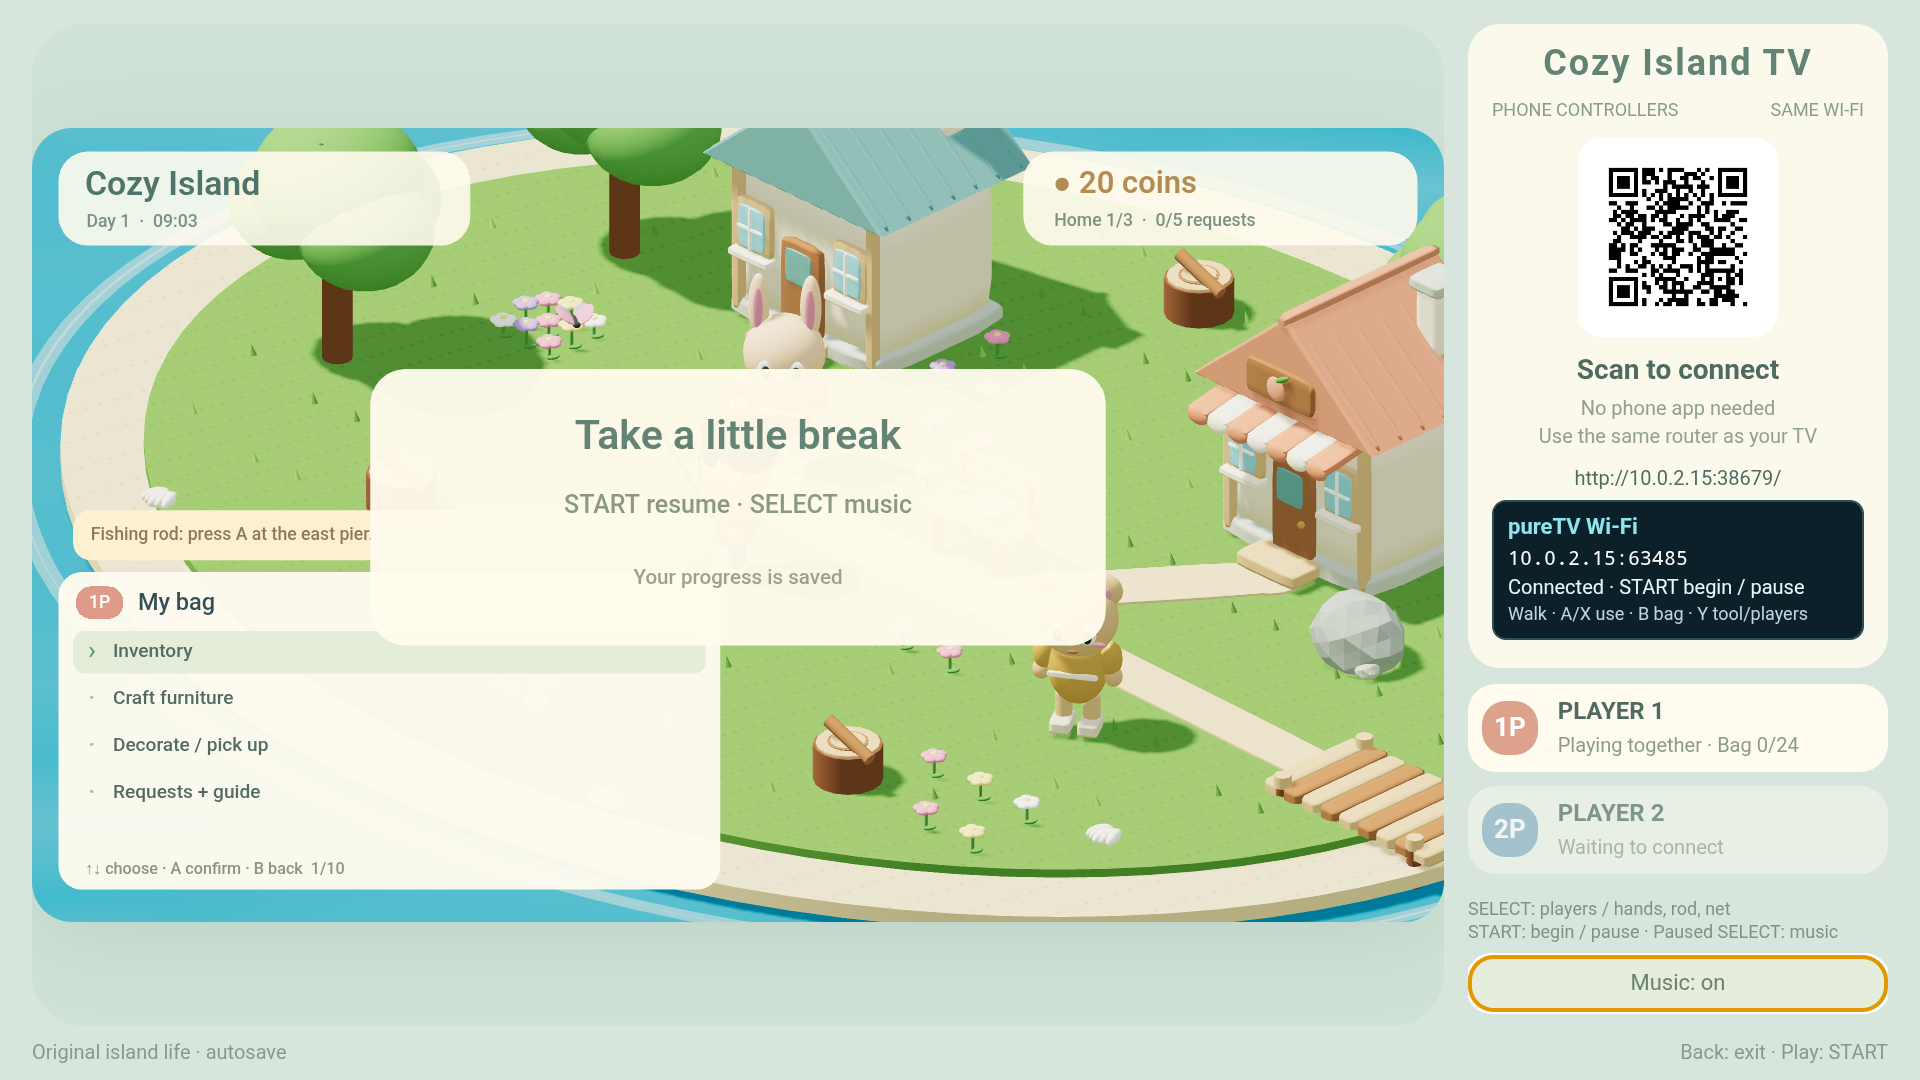 Cozy Island
Day 1 · 09:03
● 20 coins
Home 1/3 · 0/5 requests
Take a little break
START resume · SELECT music
Your progress is saved
Fishing rod: press A at the east pier.
1P My bag
› Inventory
· Craft furniture
· Decorate / pick up
· Requests + guide
↑↓ choose · A confirm · B back 1/10
Original island life · autosave
Cozy Island TV
PHONE CONTROLLERS SAME WI-FI
Scan to connect
No phone app needed
Use the same router as your TV
http://10.0.2.15:38679/
pureTV Wi-Fi
10.0.2.15:63485
Connected · START begin / pause
Walk · A/X use · B bag · Y tool/players
1P PLAYER 1
Playing together · Bag 0/24
2P PLAYER 2
Waiting to connect
SELECT: players / hands, rod, net
START: begin / pause · Paused SELECT: music
Music: on
Back: exit · Play: START